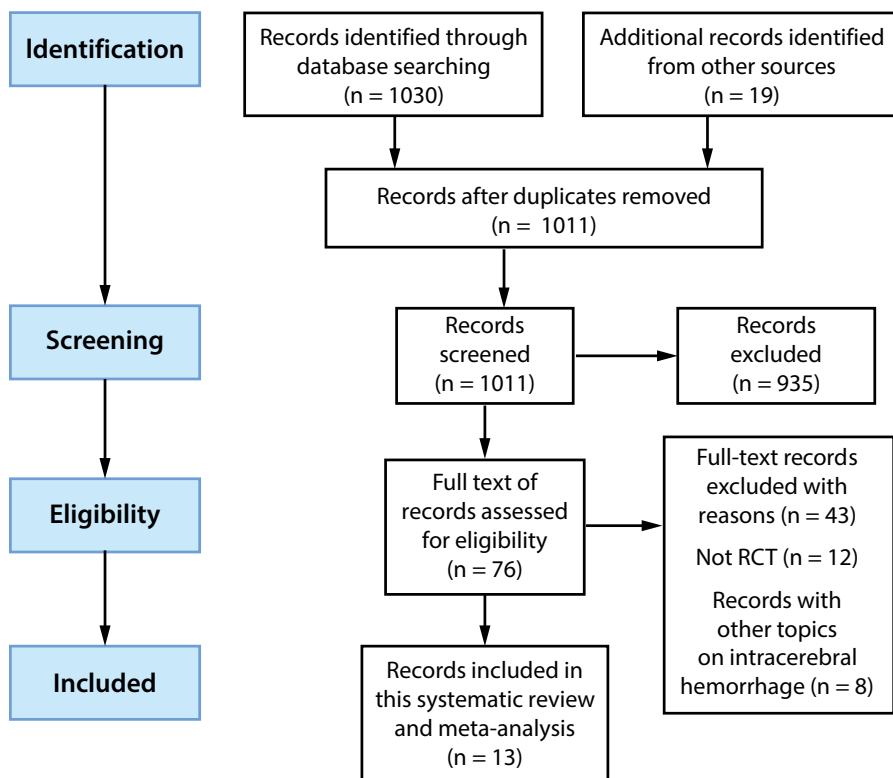 Identification
Records identified through
database searching
(n = 1030)
Additional records identified
from other sources
(n = 19)
Records after duplicates removed
(n = 1011)
Screening
Records
screened
(n = 1011)
Records
excluded
(n = 935)
Eligibility
Full text of
records assessed
for eligibility
(n = 76)
Full-text records
excluded with
reasons (n = 43)
Not RCT (n = 12)
Records with
other topics
on intracerebral
hemorrhage (n = 8)
Included
Records included in
this systematic review
and meta-analysis
(n = 13)